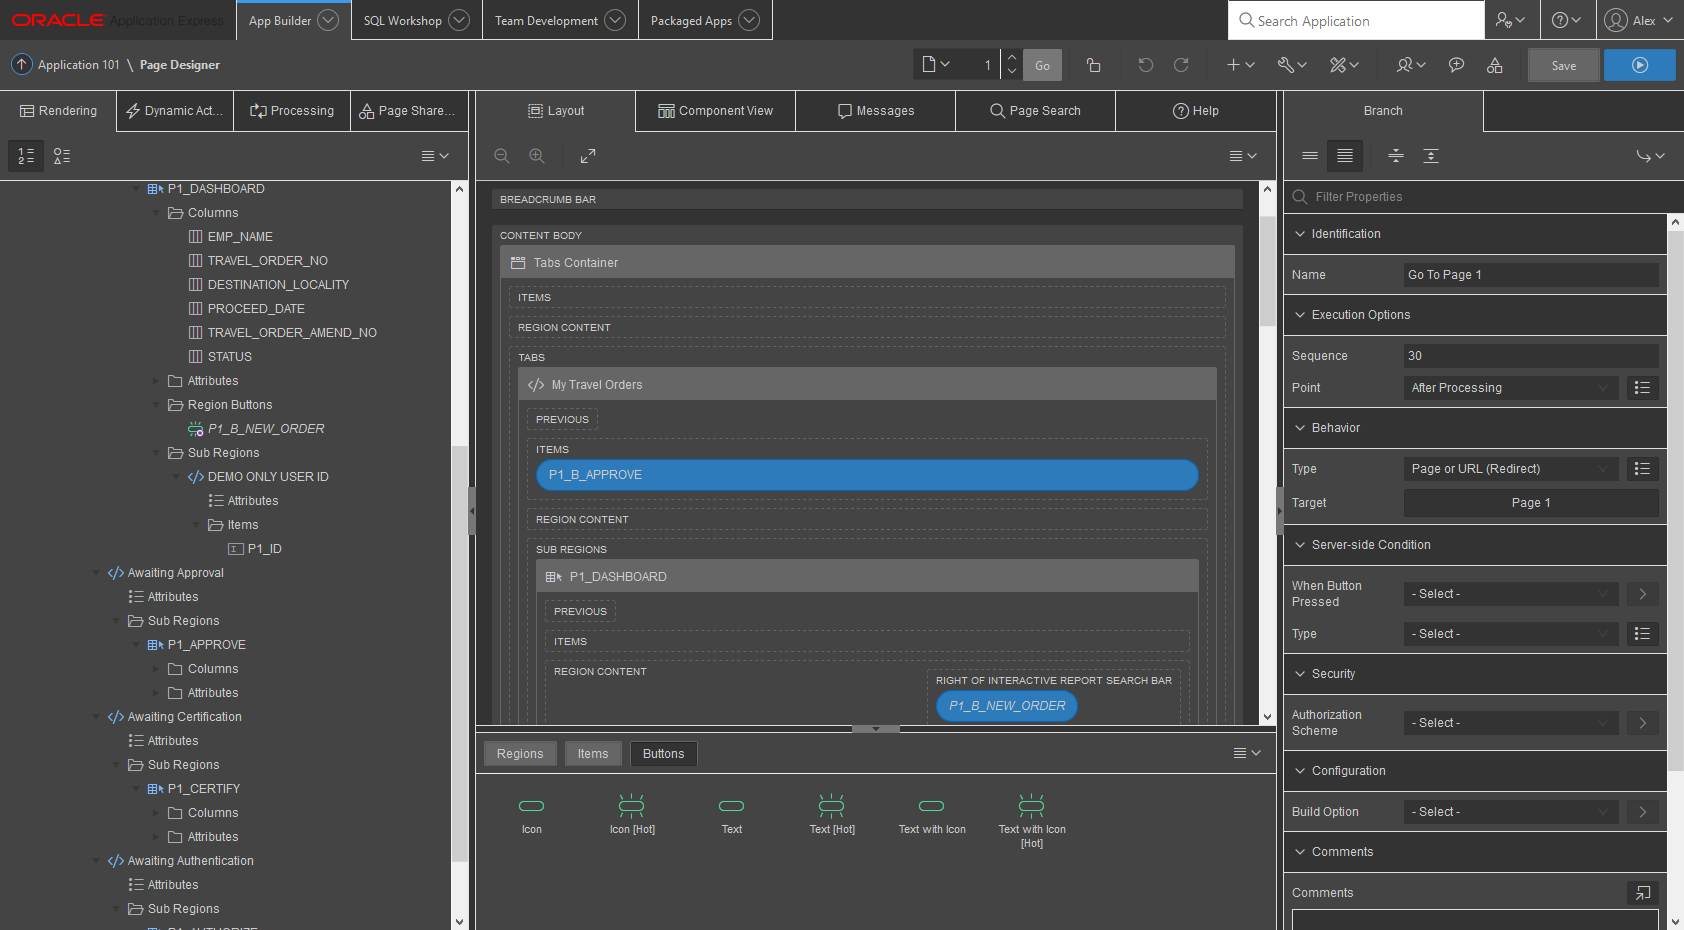 ORACLE Application Express
App Builder
SQL Workshop
Team Development
Packaged Apps
Search Application
Alex
Application 101 \ Page Designer
1
Go
Save
Rendering
Dynamic Act...
Processing
Page Share...
Layout
Component View
Messages
Page Search
Help
Branch
P1_DASHBOARD
Columns
EMP_NAME
TRAVEL_ORDER_NO
DESTINATION_LOCALITY
PROCEED_DATE
TRAVEL_ORDER_AMEND_NO
STATUS
Attributes
Region Buttons
P1_B_NEW_ORDER
Sub Regions
DEMO ONLY USER ID
Attributes
Items
P1_ID
Awaiting Approval
Attributes
Sub Regions
P1_APPROVE
Columns
Attributes
Awaiting Certification
Attributes
Sub Regions
P1_CERTIFY
Columns
Attributes
Awaiting Authentication
Attributes
Sub Regions
P1_AUTHORIZE
BREADCRUMB BAR
CONTENT BODY
Tabs Container
ITEMS
REGION CONTENT
TABS
My Travel Orders
PREVIOUS
ITEMS
P1_B_APPROVE
REGION CONTENT
SUB REGIONS
P1_DASHBOARD
PREVIOUS
ITEMS
REGION CONTENT
RIGHT OF INTERACTIVE REPORT SEARCH BAR
P1_B_NEW_ORDER
Regions
Items
Buttons
Icon
Icon [Hot]
Text
Text [Hot]
Text with Icon
Text with Icon
[Hot]
Filter Properties
Identification
Name
Go To Page 1
Execution Options
Sequence
30
Point
After Processing
Behavior
Type
Page or URL (Redirect)
Target
Page 1
Server-side Condition
When Button
Pressed
- Select -
Type
- Select -
Security
Authorization
Scheme
- Select -
Configuration
Build Option
- Select -
Comments
Comments